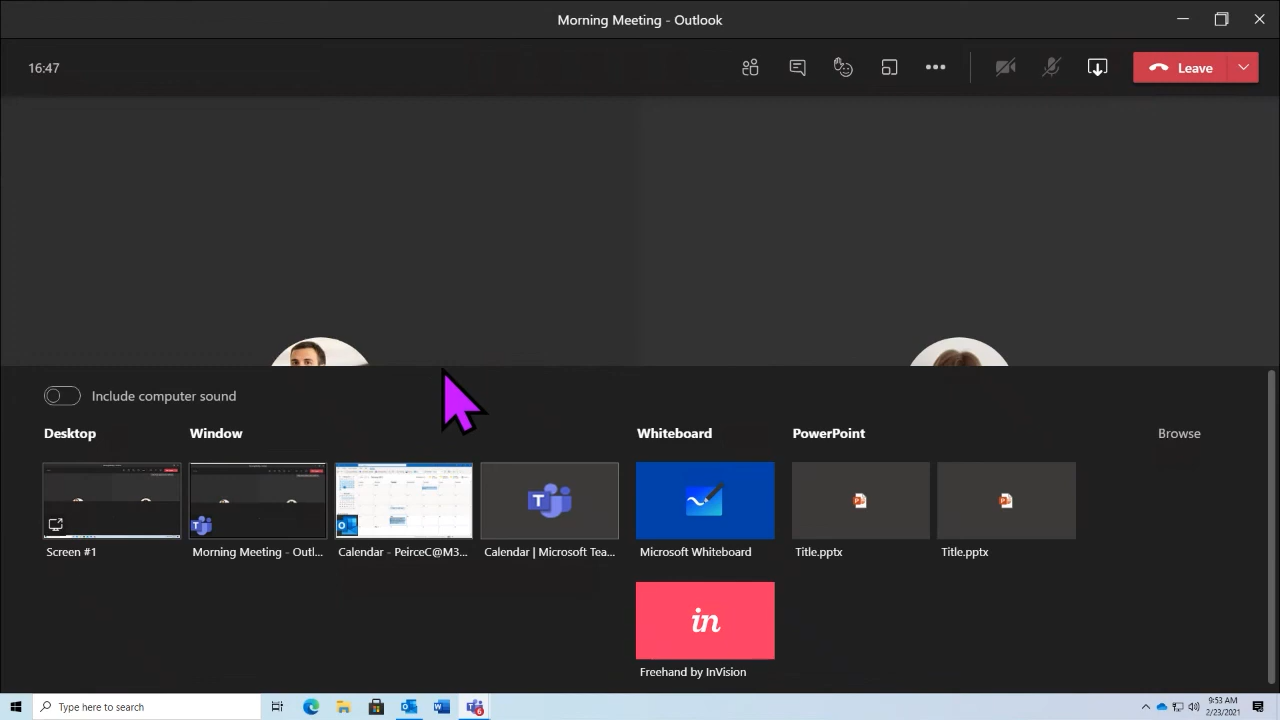 Morning Meeting - Outlook
16:47
Leave
Include computer sound
Desktop
Window
Whiteboard
PowerPoint
Browse
Screen #1
Morning Meeting - Outl...
Calendar - PeirceC@M3...
Calendar | Microsoft Tea...
Microsoft Whiteboard
Title.pptx
Title.pptx
in
Freehand by InVision
Type here to search
9:53 AM
2/23/2021